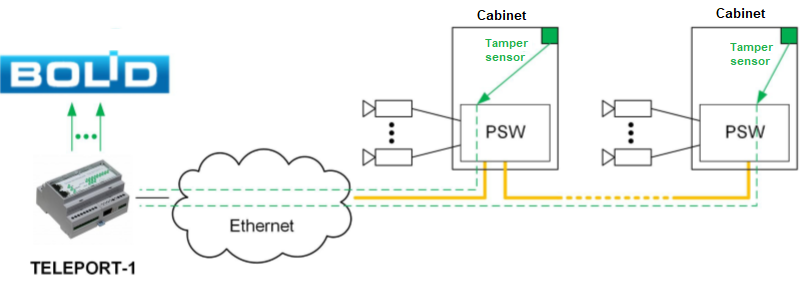 Cabinet
Cabinet
BOLID
Tamper
sensor
Tamper
sensor
PSW
PSW
Ethernet
TELEPORT-1